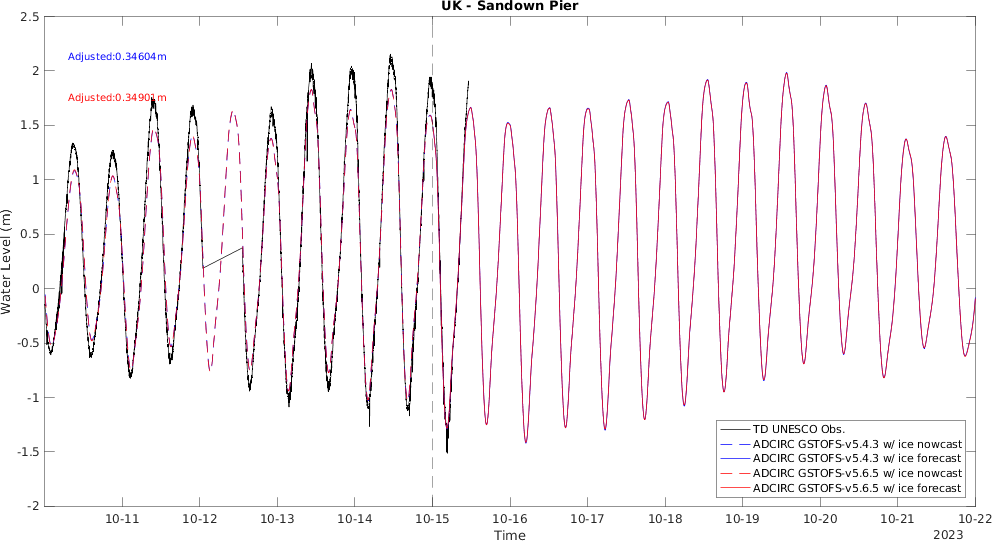 UK - Sandown Pier
2.5
2
1.5
1
0.5
0
-0.5
-1
-1.5
-2
Water Level (m)
Adjusted:0.34604m
Adjusted:0.34901m
TD UNESCO Obs.
ADCIRC GSTOFS-v5.4.3 w/ ice nowcast
ADCIRC GSTOFS-v5.4.3 w/ ice forecast
ADCIRC GSTOFS-v5.6.5 w/ ice nowcast
ADCIRC GSTOFS-v5.6.5 w/ ice forecast
10-11 10-12 10-13 10-14 10-15 10-16 10-17 10-18 10-19 10-20 10-21 10-22
Time
2023